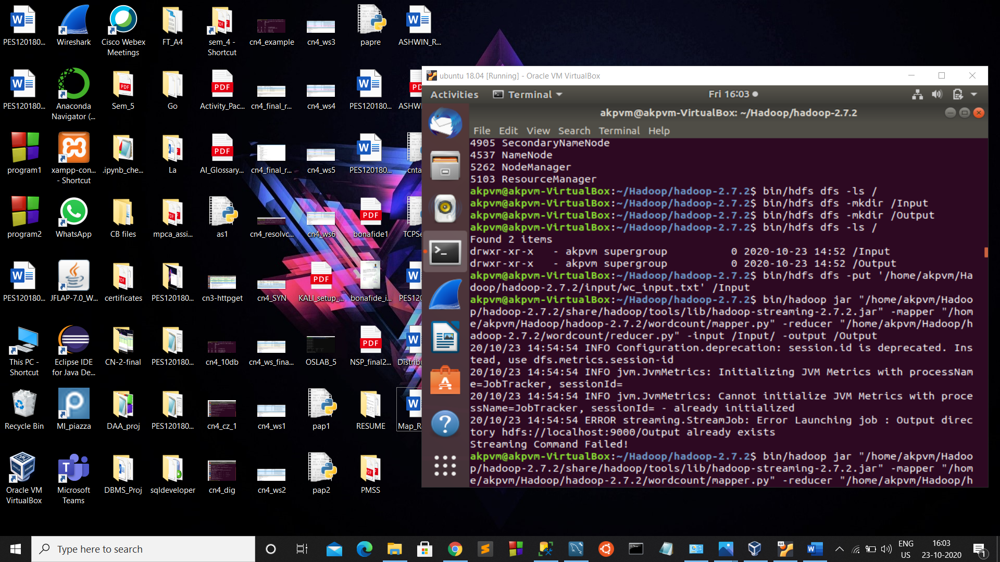 PES120180...
Wireshark
Cisco Webex
Meetings
FT_A4
sem_4 -
Shortcut
cn4_example
cn4_ws3
papre
ASHWIN_R...
PES120180...
Anaconda
Navigator (...
Sem_5
Go
Activity_Pac...
cn4_final_r...
cn4_ws4
PES120180...
ASHW
program1
xampp-con...
- Shortcut
.ipynb_che...
La
AI_Glossary...
cn4_final_r...
cn4_ws5
PES120180...
cnta
program2
WhatsApp
CB files
mpca_assi...
as1
cn4_resolvc...
cn4_ws6
bonafide1
TCPSe
PES120180...
JFLAP-7.0_W...
certificates
PES120180...
cn3-httpget
cn4_SYN
KALI_setup_...
bonafide_i...
PES120
This PC -
Shortcut
Eclipse IDE
for Java De...
CN-2-final
PES120180...
cn4_10db
cn4_ws_fina...
OSLAB_5
NSP_final2...
Distribu
Recycle Bin
MI_piazza
DAA_proj
PES120180...
cn4_cz_1
cn4_ws1
pap1
RESUME
Map_R
Oracle VM
VirtualBox
Microsoft
Teams
DBMS_Proj
sqldeveloper
cn4_dig
cn4_ws2
pap2
PMSS
ubuntu 18.04 [Running] - Oracle VM VirtualBox
Activities
Terminal
Fri 16:03
akpvm@akpvm-VirtualBox: ~/Hadoop/hadoop-2.7.2
File Edit View Search Terminal Help
4905 SecondaryNameNode
4537 NameNode
5262 NodeManager
5103 ResourceManager
akpvm@akpvm-VirtualBox:~/Hadoop/hadoop-2.7.2$ bin/hdfs dfs -ls /
akpvm@akpvm-VirtualBox:~/Hadoop/hadoop-2.7.2$ bin/hdfs dfs -mkdir /Input
akpvm@akpvm-VirtualBox:~/Hadoop/hadoop-2.7.2$ bin/hdfs dfs -mkdir /Output
akpvm@akpvm-VirtualBox:~/Hadoop/hadoop-2.7.2$ bin/hdfs dfs -ls /
Found 2 items
drwxr-xr-x   - akpvm supergroup          0 2020-10-23 14:52 /Input
drwxr-xr-x   - akpvm supergroup          0 2020-10-23 14:52 /Output
akpvm@akpvm-VirtualBox:~/Hadoop/hadoop-2.7.2$ bin/hdfs dfs -put '/home/akpvm/Ha
doop/hadoop-2.7.2/input/wc_input.txt' /Input
akpvm@akpvm-VirtualBox:~/Hadoop/hadoop-2.7.2$ bin/hadoop jar "/home/akpvm/Hadoo
p/hadoop-2.7.2/share/hadoop/tools/lib/hadoop-streaming-2.7.2.jar" -mapper "/hom
e/akpvm/Hadoop/hadoop-2.7.2/wordcount/mapper.py" -reducer "/home/akpvm/Hadoop/h
adoop-2.7.2/wordcount/reducer.py" -input /Input/ -output /Output
20/10/23 14:54:54 INFO Configuration.deprecation: session.id is deprecated. Ins
tead, use dfs.metrics.session-id
20/10/23 14:54:54 INFO jvm.JvmMetrics: Initializing JVM Metrics with processNam
e=JobTracker, sessionId=
20/10/23 14:54:54 INFO jvm.JvmMetrics: Cannot initialize JVM Metrics with proce
ssName=JobTracker, sessionId= - already initialized
20/10/23 14:54:54 ERROR streaming.StreamJob: Error Launching job : Output direc
tory hdfs://localhost:9000/Output already exists
Streaming Command Failed!
akpvm@akpvm-VirtualBox:~/Hadoop/hadoop-2.7.2$ bin/hadoop jar "/home/akpvm/Hadoo
p/hadoop-2.7.2/share/hadoop/tools/lib/hadoop-streaming-2.7.2.jar" -mapper "/hom
e/akpvm/Hadoop/hadoop-2.7.2/wordcount/mapper.py" -reducer "/home/akpvm/Hadoop/h
Type here to search
ENG
US
16:03
23-10-2020
1